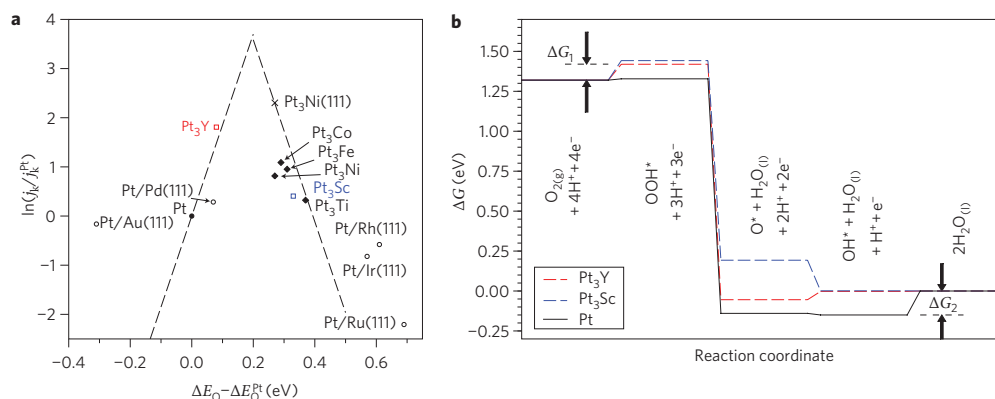 a
4
3
2
1
0
−1
−2
ln(jₖ/jₖᴾᵗ)
Pt₃Ni(111)
Pt₃Y
Pt₃Co
Pt₃Fe
Pt₃Ni
Pt/Pd(111)
Pt₃Sc
Pt
Pt₃Ti
Pt/Au(111)
Pt/Rh(111)
Pt/Ir(111)
Pt/Ru(111)
−0.4
−0.2
0.0
0.2
0.4
0.6
ΔE_O − ΔE_O^Pt (eV)
b
1.50
1.25
1.00
0.75
0.50
0.25
0.00
−0.25
ΔG (eV)
ΔG₁
O₂₍g₎
+ 4H⁺ + 4e⁻
OOH*
+ 3H⁺ + 3e⁻
O* + H₂O₍l₎
+ 2H⁺ + 2e⁻
OH* + H₂O₍l₎
+ H⁺ + e⁻
2H₂O₍l₎
Pt₃Y
Pt₃Sc
Pt
ΔG₂
Reaction coordinate